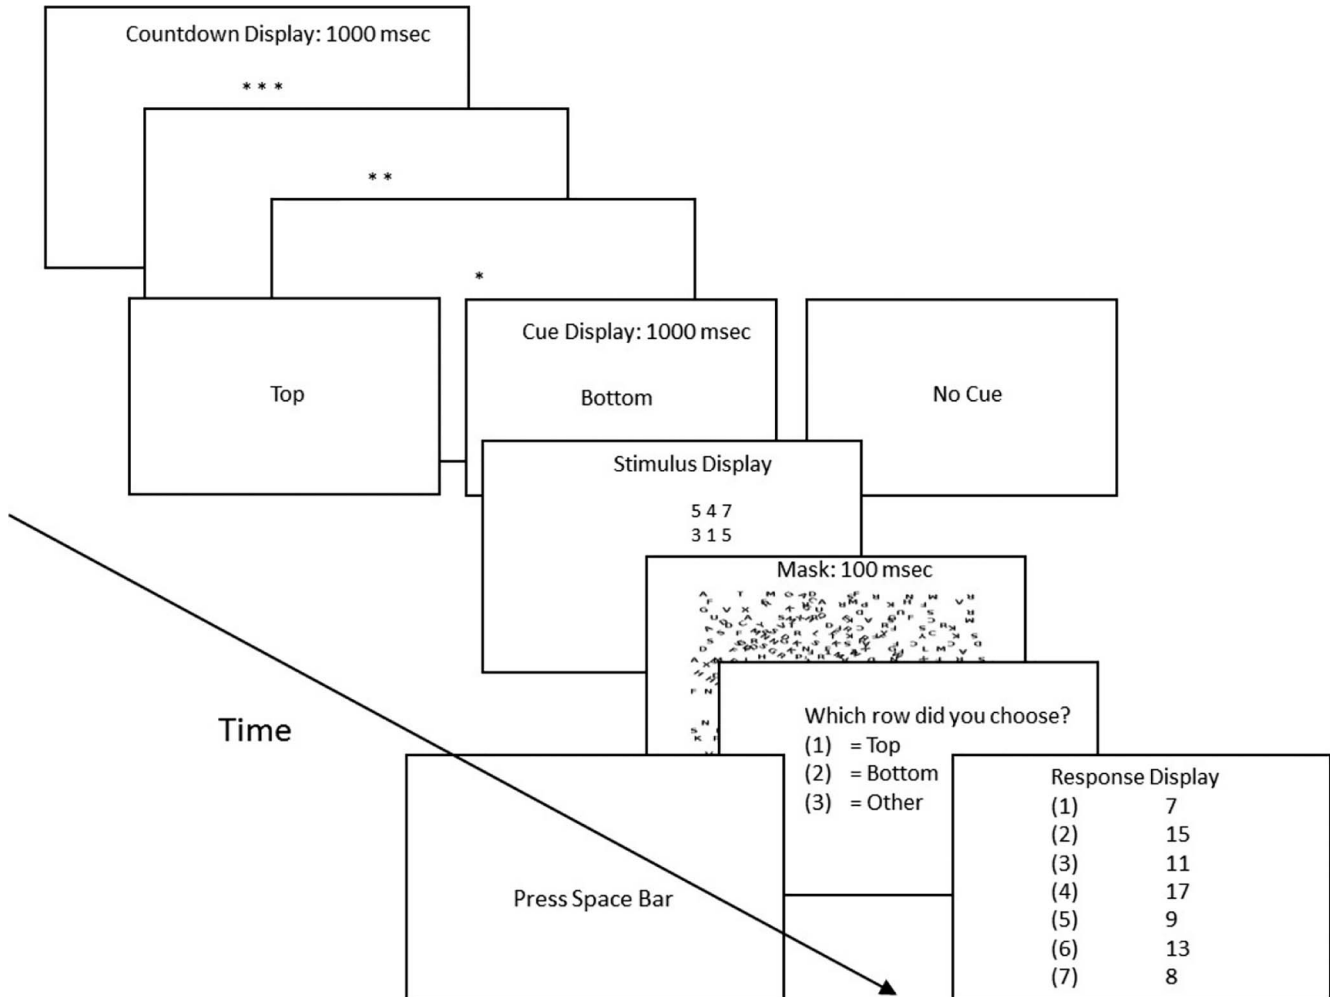 Countdown Display: 1000 msec
* * *
* *
*
Top
Cue Display: 1000 msec
Bottom
No Cue
Stimulus Display
5 4 7
3 1 5
Mask: 100 msec
Which row did you choose?
(1) = Top
(2) = Bottom
(3) = Other
Time
Press Space Bar
Response Display
(1) 7
(2) 15
(3) 11
(4) 17
(5) 9
(6) 13
(7) 8